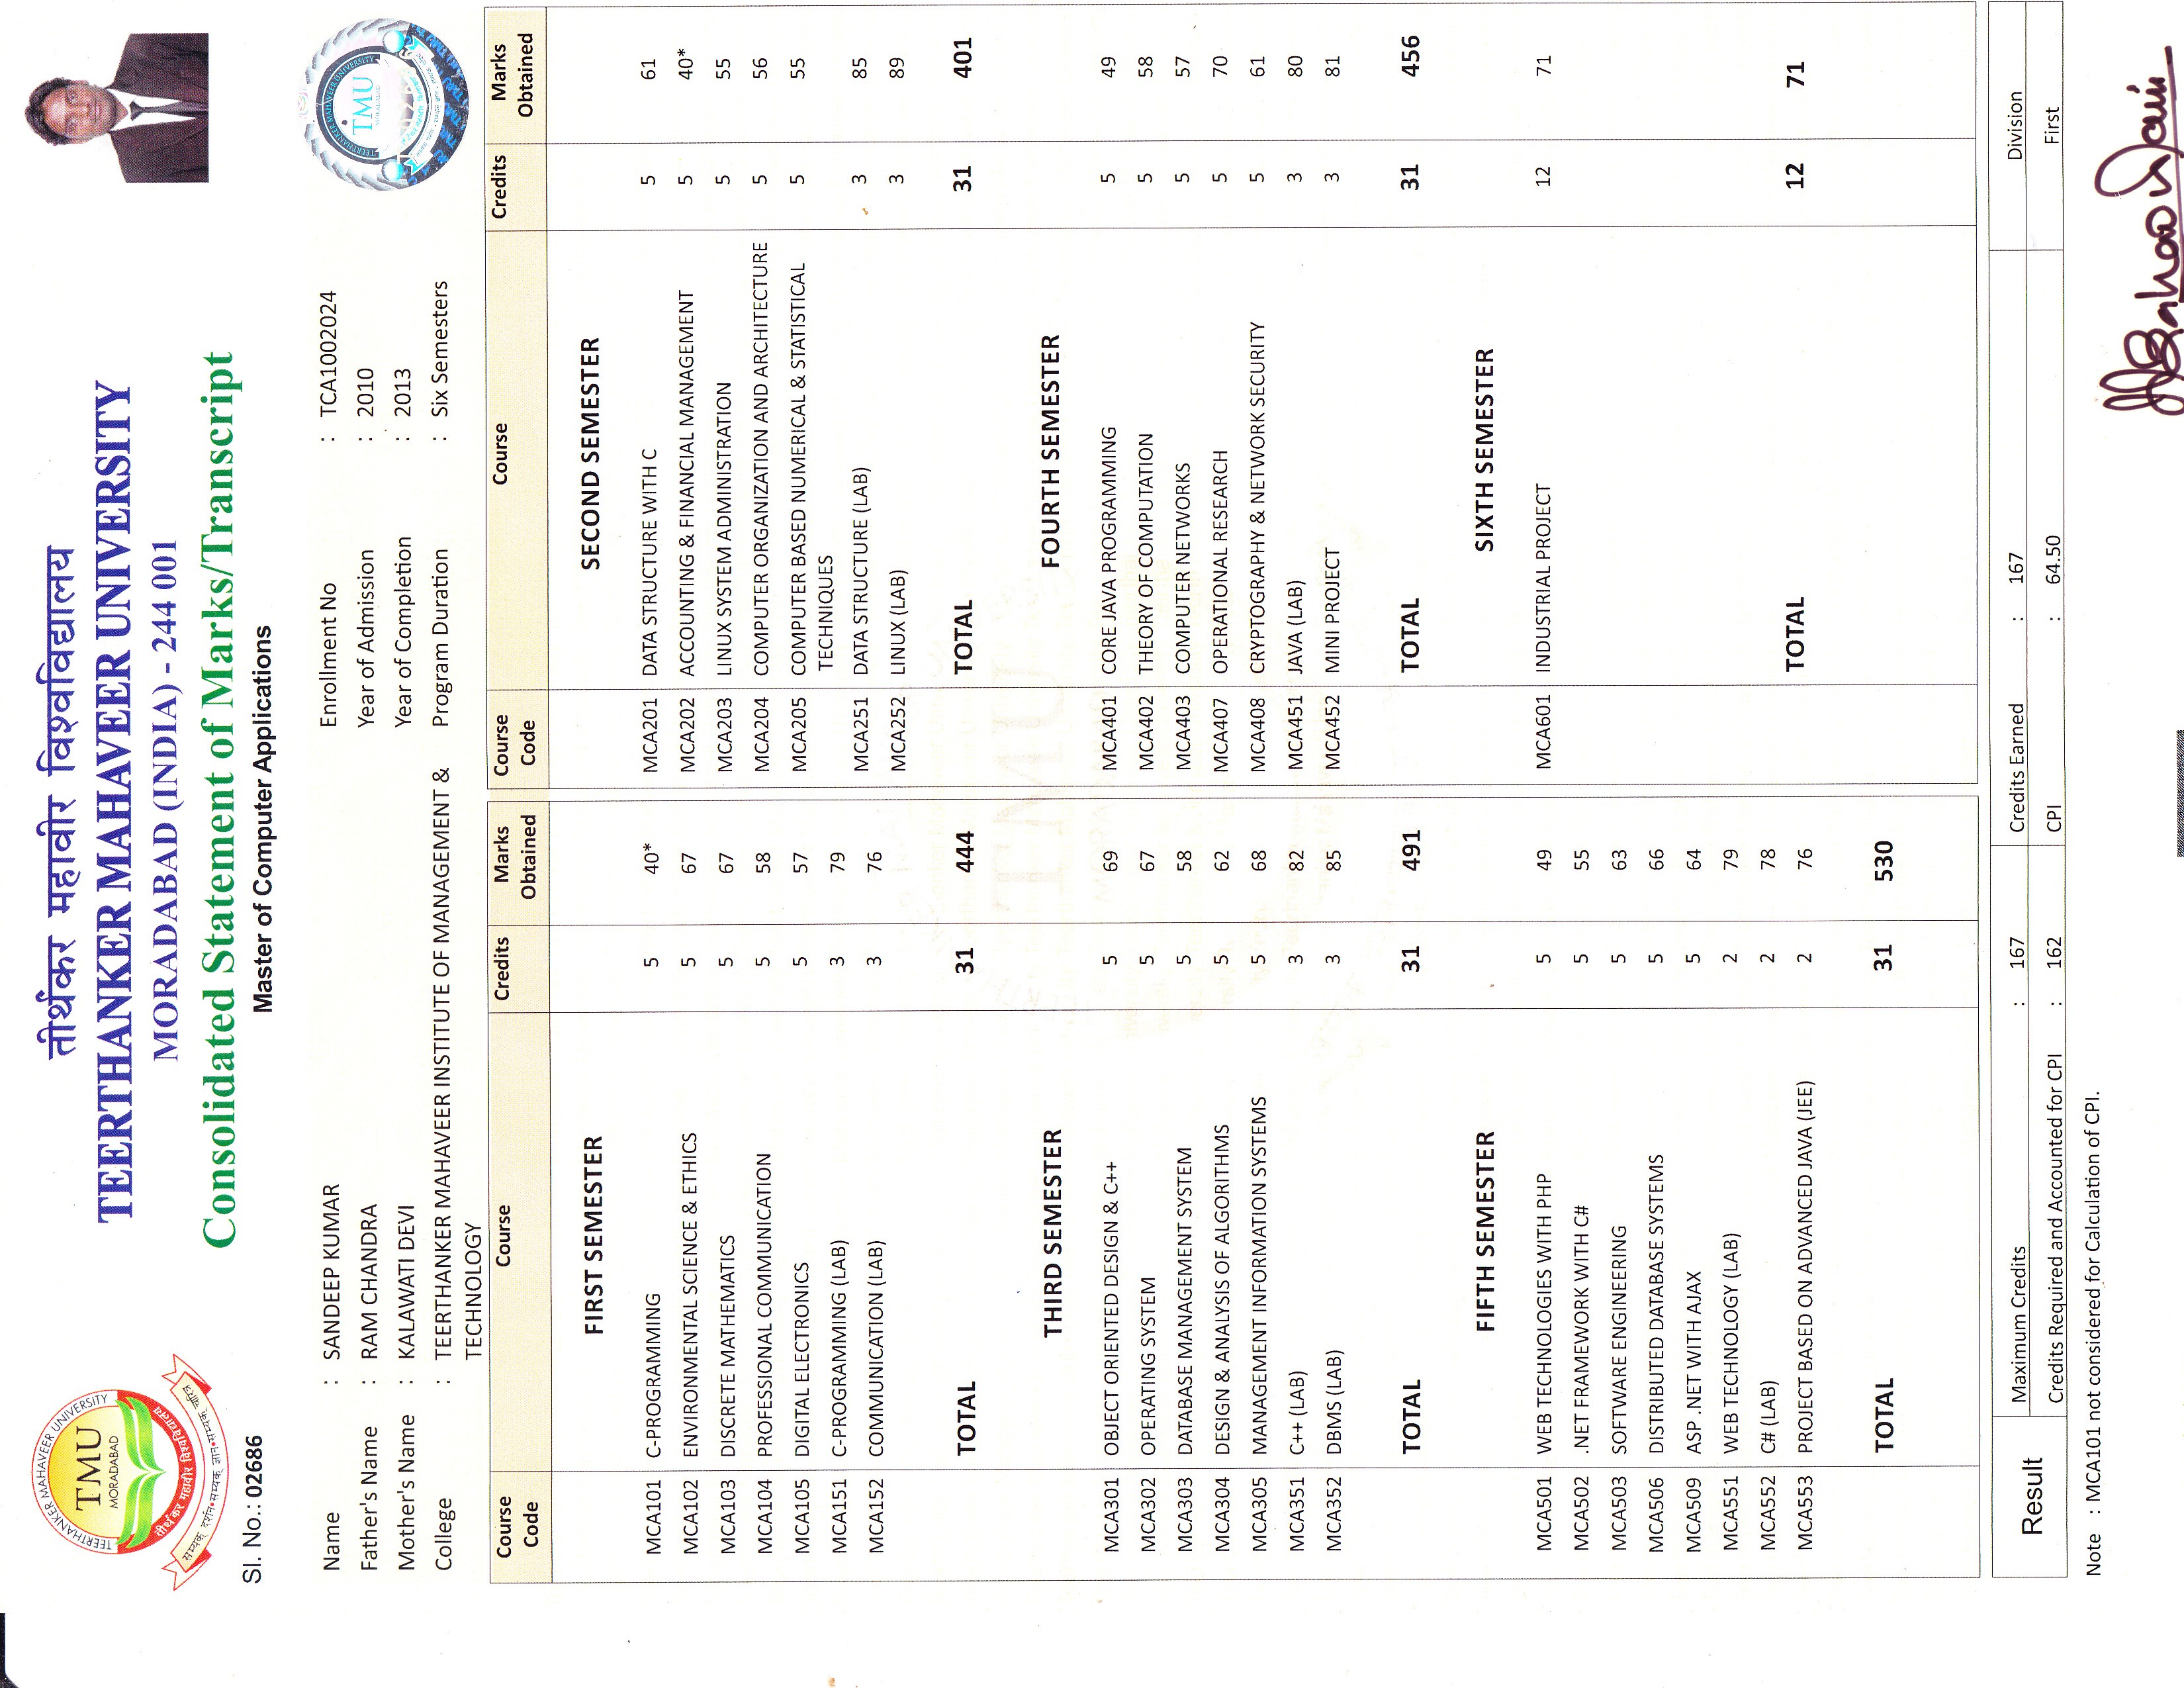 TEERTHANKER MAHAVEER UNIVERSITY
TMU
MORADABAD
तीर्थंकर महावीर विश्वविद्यालय
सम्यक् दर्शन•सम्यक् ज्ञान•सम्यक् चारित्र
तीर्थंकर महावीर विश्वविद्यालय
TEERTHANKER MAHAVEER UNIVERSITY
MORADABAD (INDIA) - 244 001
Consolidated Statement of Marks/Transcript
Sl. No.: 02686
Master of Computer Applications
Name : SANDEEP KUMAR
Father's Name : RAM CHANDRA
Mother's Name : KALAWATI DEVI
College : TEERTHANKER MAHAVEER INSTITUTE OF MANAGEMENT &
TECHNOLOGY
Enrollment No : TCA1002024
Year of Admission : 2010
Year of Completion : 2013
Program Duration : Six Semesters
TEERTHANKER MAHAVEER UNIVERSITY
TMU
MORADABAD
Course Code Course Credits Marks Obtained
FIRST SEMESTER
MCA101 C-PROGRAMMING 5 40*
MCA102 ENVIRONMENTAL SCIENCE & ETHICS 5 67
MCA103 DISCRETE MATHEMATICS 5 67
MCA104 PROFESSIONAL COMMUNICATION 5 58
MCA105 DIGITAL ELECTRONICS 5 57
MCA151 C-PROGRAMMING (LAB) 3 79
MCA152 COMMUNICATION (LAB) 3 76
TOTAL 31 444
Course Code Course Credits Marks Obtained
SECOND SEMESTER
MCA201 DATA STRUCTURE WITH C 5 61
MCA202 ACCOUNTING & FINANCIAL MANAGEMENT 5 40*
MCA203 LINUX SYSTEM ADMINISTRATION 5 55
MCA204 COMPUTER ORGANIZATION AND ARCHITECTURE 5 56
MCA205 COMPUTER BASED NUMERICAL & STATISTICAL 5 55
TECHNIQUES
MCA251 DATA STRUCTURE (LAB) 3 85
MCA252 LINUX (LAB) 3 89
TOTAL 31 401
THIRD SEMESTER
MCA301 OBJECT ORIENTED DESIGN & C++ 5 69
MCA302 OPERATING SYSTEM 5 67
MCA303 DATABASE MANAGEMENT SYSTEM 5 58
MCA304 DESIGN & ANALYSIS OF ALGORITHMS 5 62
MCA305 MANAGEMENT INFORMATION SYSTEMS 5 68
MCA351 C++ (LAB) 3 82
MCA352 DBMS (LAB) 3 85
TOTAL 31 491
FOURTH SEMESTER
MCA401 CORE JAVA PROGRAMMING 5 49
MCA402 THEORY OF COMPUTATION 5 58
MCA403 COMPUTER NETWORKS 5 57
MCA407 OPERATIONAL RESEARCH 5 70
MCA408 CRYPTOGRAPHY & NETWORK SECURITY 5 61
MCA451 JAVA (LAB) 3 80
MCA452 MINI PROJECT 3 81
TOTAL 31 456
FIFTH SEMESTER
MCA501 WEB TECHNOLOGIES WITH PHP 5 49
MCA502 .NET FRAMEWORK WITH C# 5 55
MCA503 SOFTWARE ENGINEERING 5 63
MCA506 DISTRIBUTED DATABASE SYSTEMS 5 66
MCA509 ASP .NET WITH AJAX 5 64
MCA551 WEB TECHNOLOGY (LAB) 2 79
MCA552 C# (LAB) 2 78
MCA553 PROJECT BASED ON ADVANCED JAVA (JEE) 2 76
TOTAL 31 530
SIXTH SEMESTER
MCA601 INDUSTRIAL PROJECT 12 71
TOTAL 12 71
Result
Maximum Credits : 167 Credits Earned : 167 Division
Credits Required and Accounted for CPI : 162 CPI : 64.50 First
Note : MCA101 not considered for Calculation of CPI.